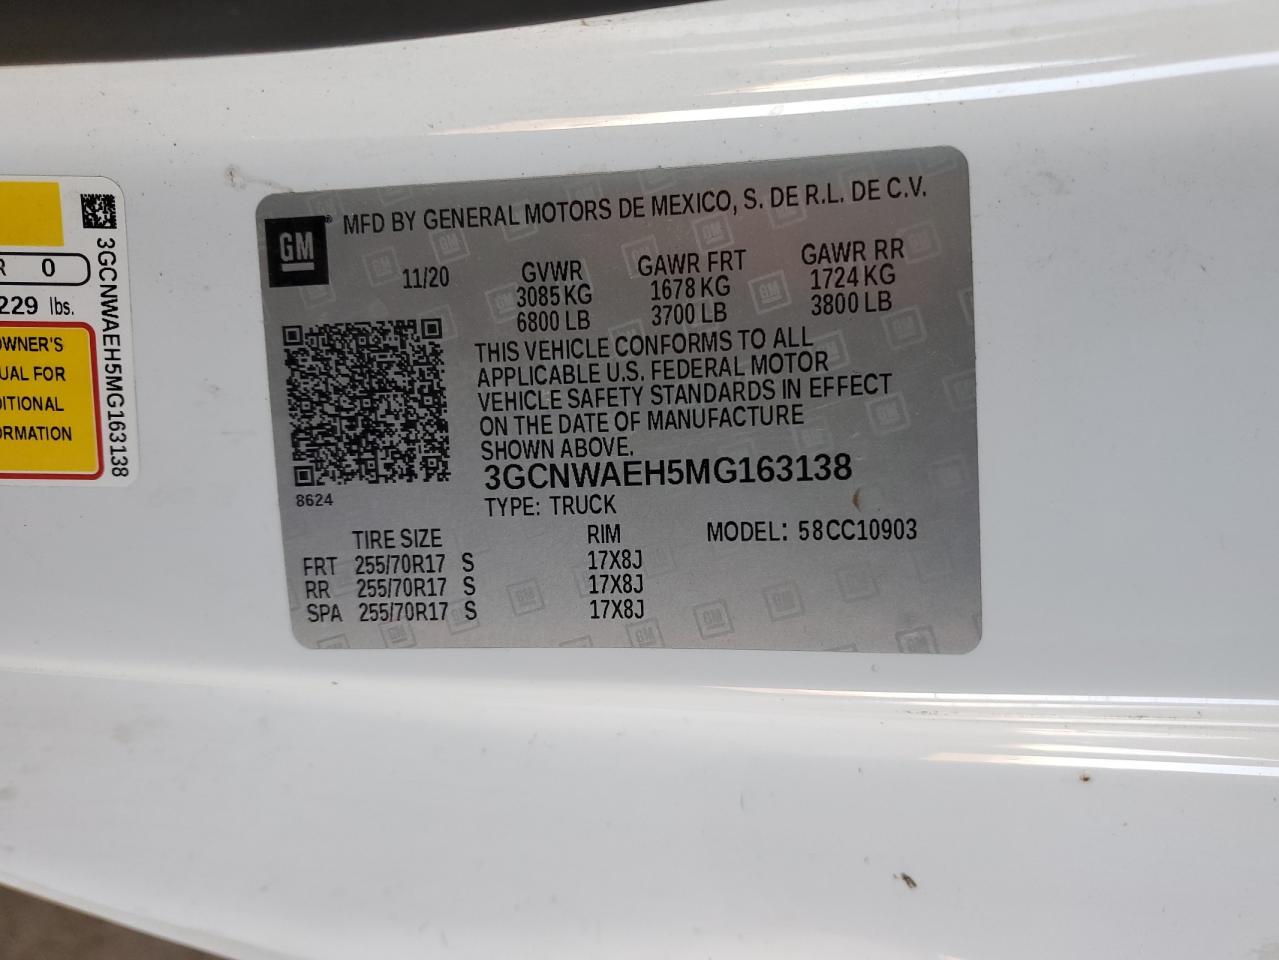 R 0
229 lbs.
OWNER'S
UAL FOR
DITIONAL
ORMATION
3GCNWAEH5MG163138
GM
®
MFD BY GENERAL MOTORS DE MEXICO, S. DE R.L. DE C.V.
11/20 GVWR GAWR FRT GAWR RR
3085 KG 1678 KG 1724 KG
6800 LB 3700 LB 3800 LB
THIS VEHICLE CONFORMS TO ALL
APPLICABLE U.S. FEDERAL MOTOR
VEHICLE SAFETY STANDARDS IN EFFECT
ON THE DATE OF MANUFACTURE
SHOWN ABOVE.
3GCNWAEH5MG163138
8624
TYPE: TRUCK
TIRE SIZE RIM MODEL: 58CC10903
FRT 255/70R17 S 17X8J
RR 255/70R17 S 17X8J
SPA 255/70R17 S 17X8J